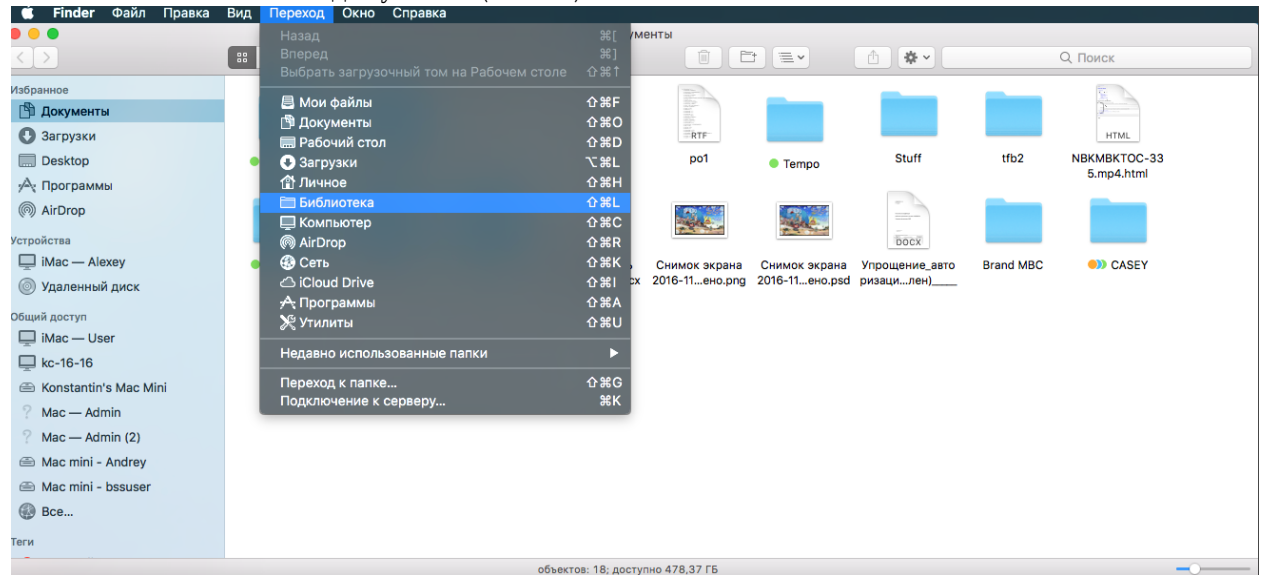 Finder Файл Правка Вид Переход Окно Справка
менты
Поиск
Назад ⌘[
Вперед ⌘]
Выбрать загрузочный том на Рабочем столе ⇧⌘↑
Мои файлы ⇧⌘F
Документы ⇧⌘O
Рабочий стол ⇧⌘D
Загрузки ⌥⌘L
Личное ⇧⌘H
Библиотека ⇧⌘L
Компьютер ⇧⌘C
AirDrop ⇧⌘R
Сеть ⇧⌘K
iCloud Drive ⇧⌘I
Программы ⇧⌘A
Утилиты ⇧⌘U
Недавно использованные папки ▶
Переход к папке... ⇧⌘G
Подключение к серверу... ⌘K
Избранное
Документы
Загрузки
Desktop
Программы
AirDrop
Устройства
iMac — Alexey
Удаленный диск
Общий доступ
iMac — User
kc-16-16
Konstantin's Mac Mini
Mac — Admin
Mac — Admin (2)
Mac mini - Andrey
Mac mini - bssuser
Все...
Теги
RTF
HTML
po1
Tempo
Stuff
tfb2
NBKMBKTOC-33
5.mp4.html
DOCX
Снимок экрана
2016-11...ено.png
Снимок экрана
2016-11...ено.psd
Упрощение_авто
ризаци...лен)____
Brand MBC
CASEY
объектов: 18; доступно 478,37 ГБ